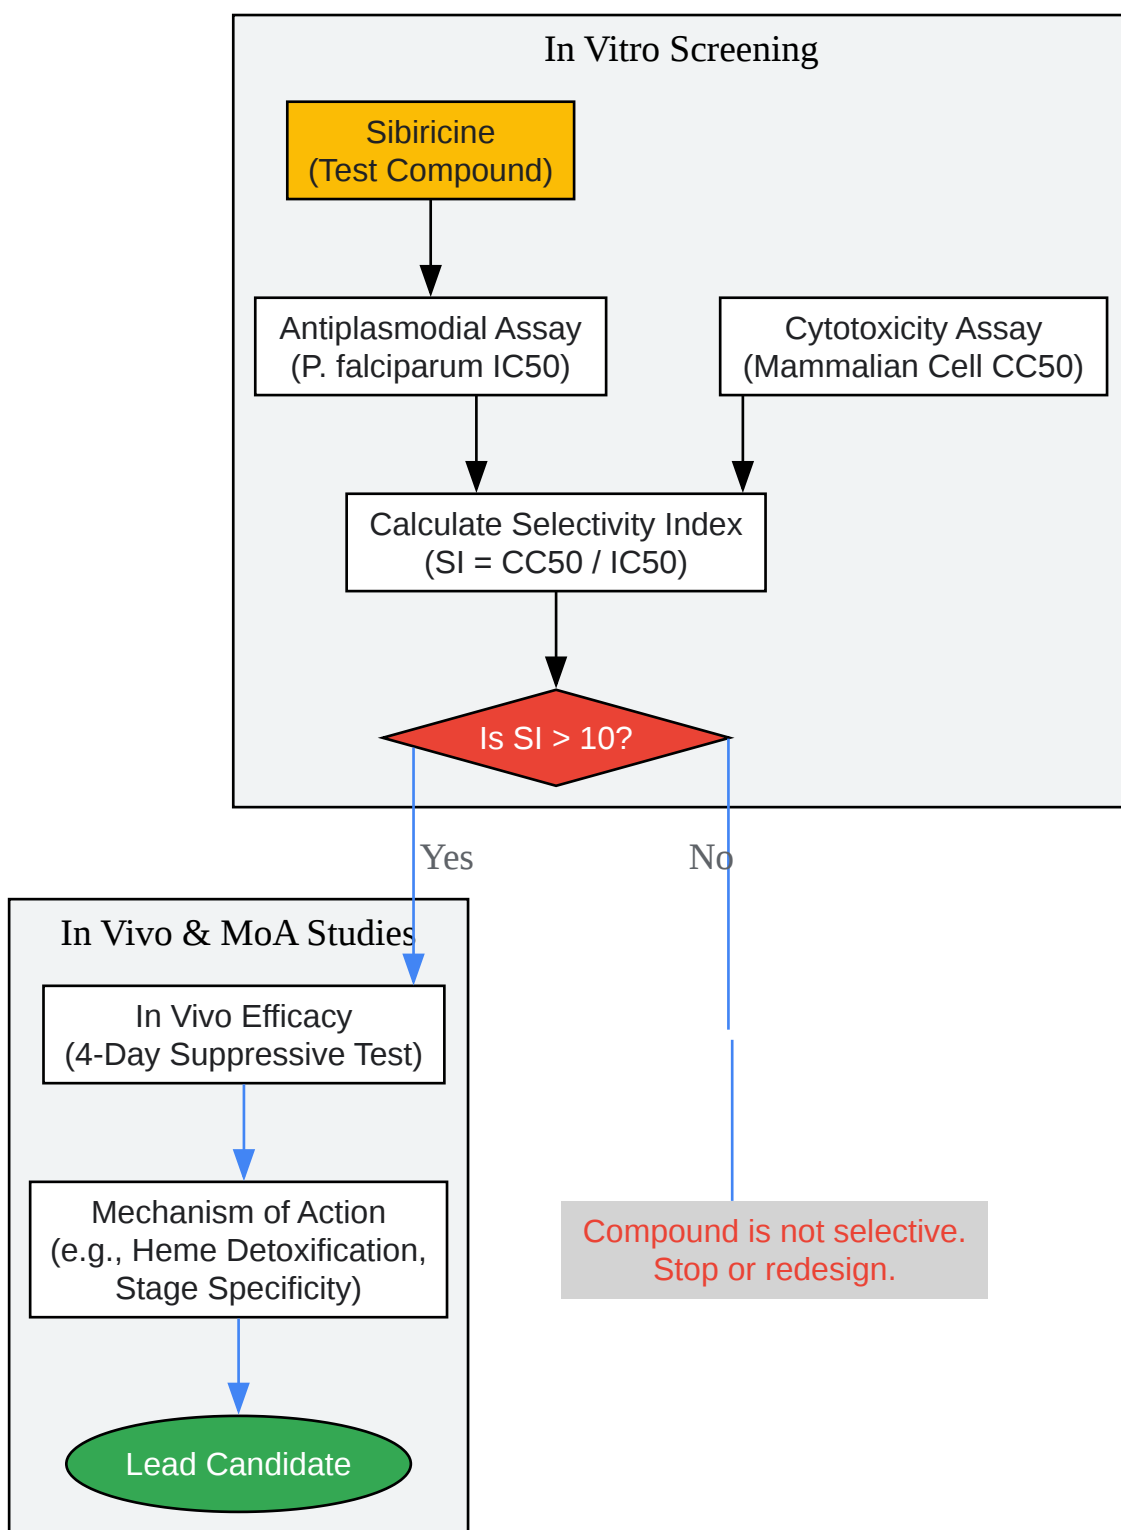 In Vitro Screening
Sibiricine
(Test Compound)
Antiplasmodial Assay
(P. falciparum IC50)
Cytotoxicity Assay
(Mammalian Cell CC50)
Calculate Selectivity Index
(SI = CC50 / IC50)
Is SI > 10?
Yes
No
In Vivo & MoA Studies
In Vivo Efficacy
(4-Day Suppressive Test)
Mechanism of Action
(e.g., Heme Detoxification,
Stage Specificity)
Compound is not selective.
Stop or redesign.
Lead Candidate